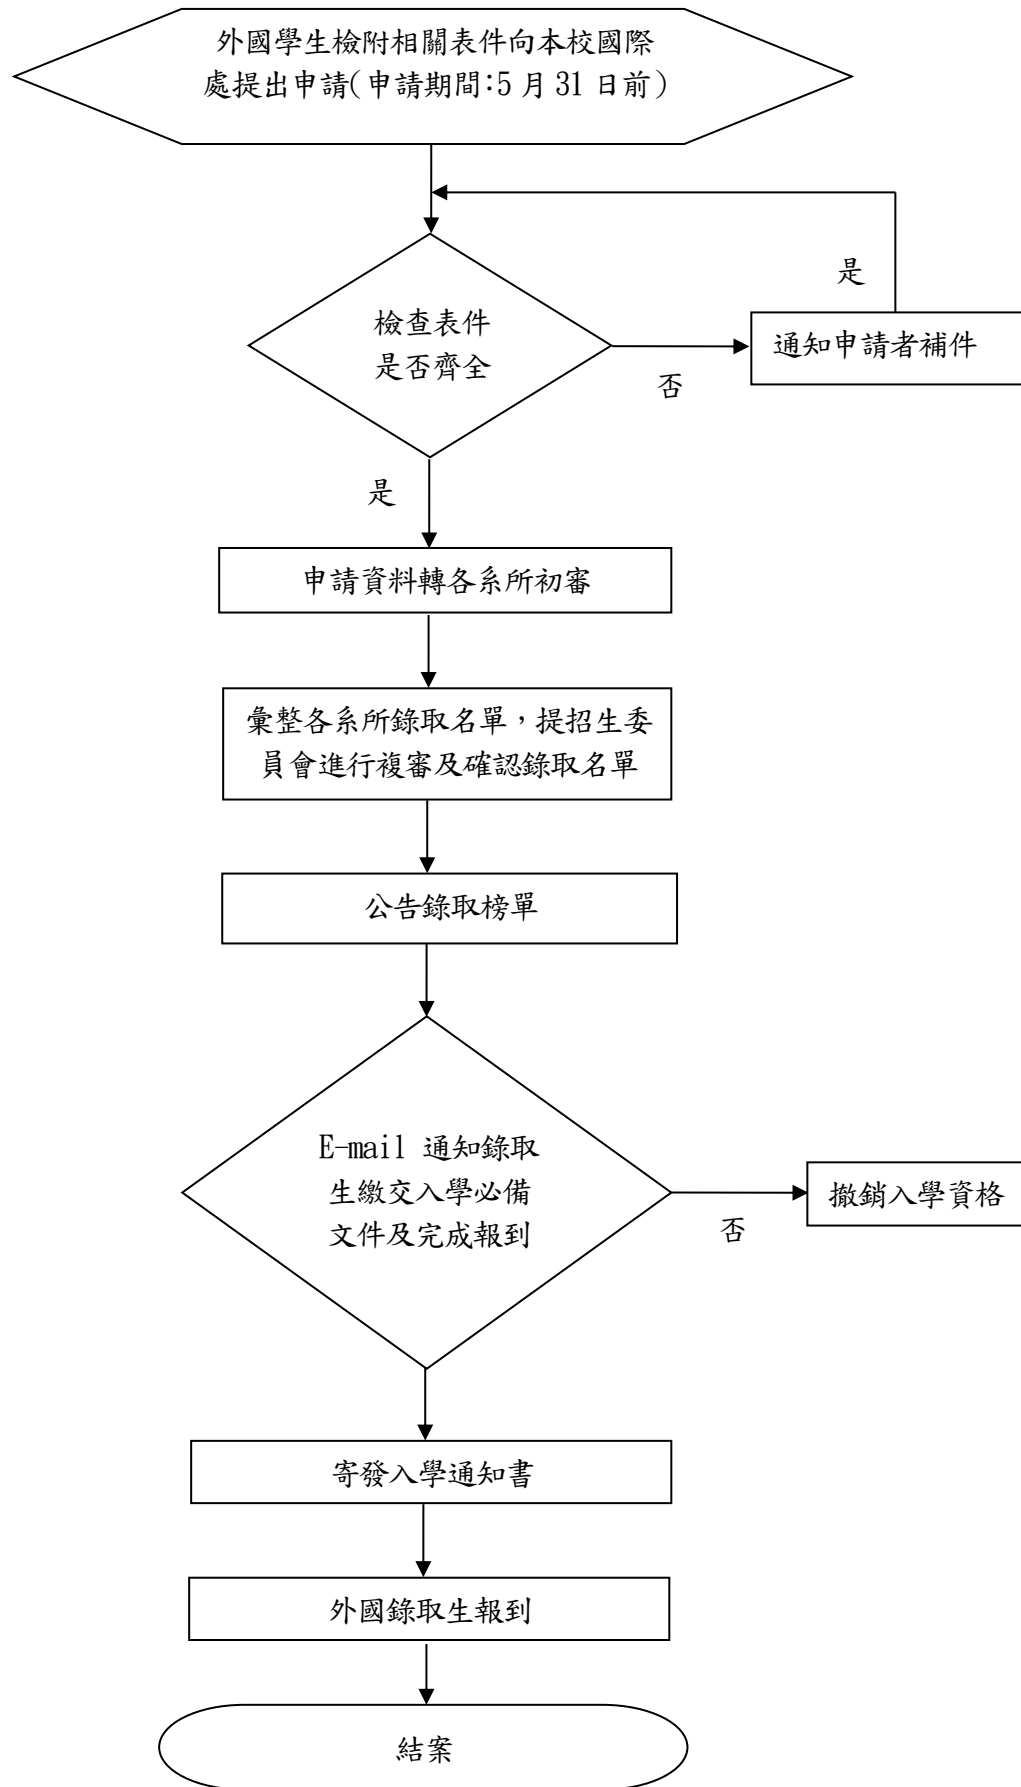 外國學生檢附相關表件向本校國際
處提出申請(申請期間:5月31日前)
是
檢查表件
是否齊全
通知申請者補件
否
是
申請資料轉各系所初審
彙整各系所錄取名單，提招生委
員會進行複審及確認錄取名單
公告錄取榜單
E-mail 通知錄取
生繳交入學必備
文件及完成報到
撤銷入學資格
否
寄發入學通知書
外國錄取生報到
結案